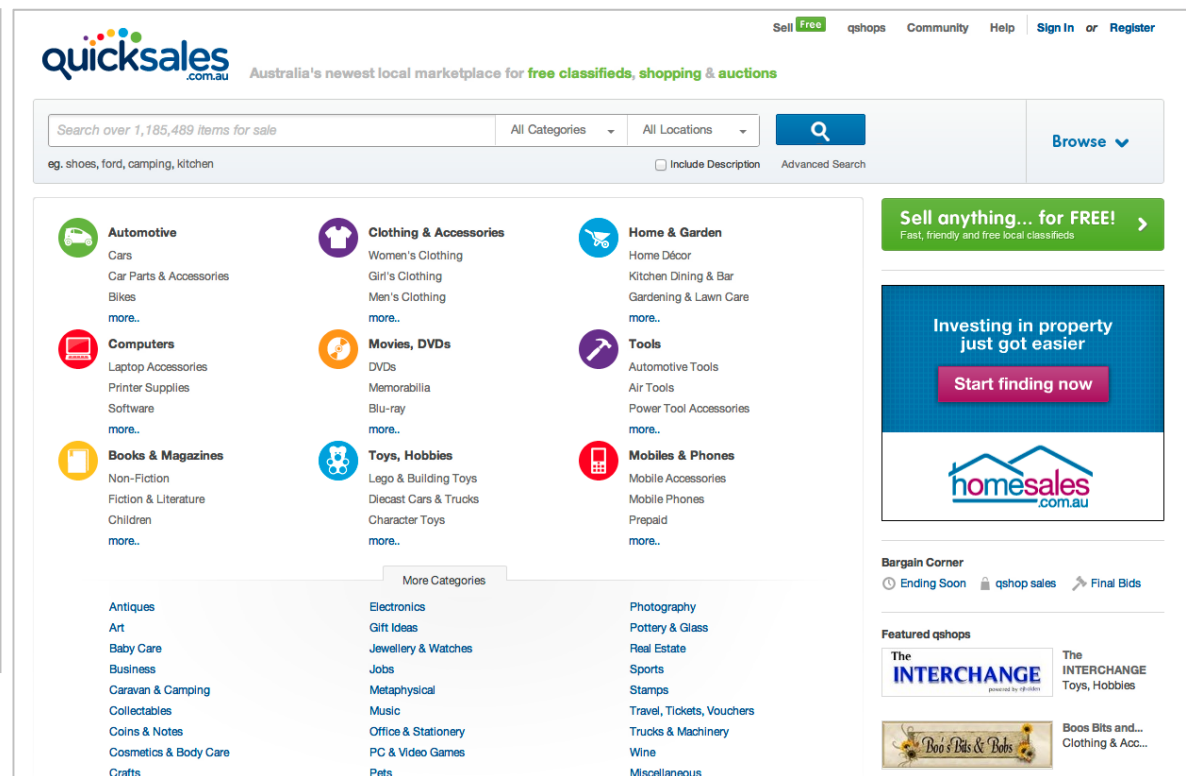 Sell Free qshops Community Help Sign In or Register
quicksales
.com.au
Australia's newest local marketplace for free classifieds, shopping & auctions
Search over 1,185,489 items for sale
All Categories
All Locations
Browse
eg. shoes, ford, camping, kitchen
Include Description
Advanced Search
Automotive
Cars
Car Parts & Accessories
Bikes
more..
Clothing & Accessories
Women's Clothing
Girl's Clothing
Men's Clothing
more..
Home & Garden
Home Décor
Kitchen Dining & Bar
Gardening & Lawn Care
more..
Computers
Laptop Accessories
Printer Supplies
Software
more..
Movies, DVDs
DVDs
Memorabilia
Blu-ray
more..
Tools
Automotive Tools
Air Tools
Power Tool Accessories
more..
Books & Magazines
Non-Fiction
Fiction & Literature
Children
more..
Toys, Hobbies
Lego & Building Toys
Diecast Cars & Trucks
Character Toys
more..
Mobiles & Phones
Mobile Accessories
Mobile Phones
Prepaid
more..
More Categories
Antiques
Art
Baby Care
Business
Caravan & Camping
Collectables
Coins & Notes
Cosmetics & Body Care
Crafts
Electronics
Gift Ideas
Jewellery & Watches
Jobs
Metaphysical
Music
Office & Stationery
PC & Video Games
Pets
Photography
Pottery & Glass
Real Estate
Sports
Stamps
Travel, Tickets, Vouchers
Trucks & Machinery
Wine
Miscellaneous
Sell anything... for FREE!
Fast, friendly and free local classifieds
Investing in property
just got easier
Start finding now
homesales
.com.au
Bargain Corner
Ending Soon
qshop sales
Final Bids
Featured qshops
The
INTERCHANGE
powered by
The
INTERCHANGE
Toys, Hobbies
Boo's Bits & Bobs
Boos Bits and...
Clothing & Acc...